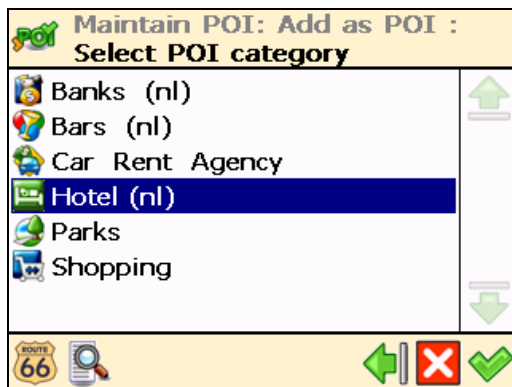 POI
Maintain POI: Add as POI :
Select POI category
Banks (nl)
Bars (nl)
Car Rent Agency
Hotel (nl)
Parks
Shopping
ROUTE
66